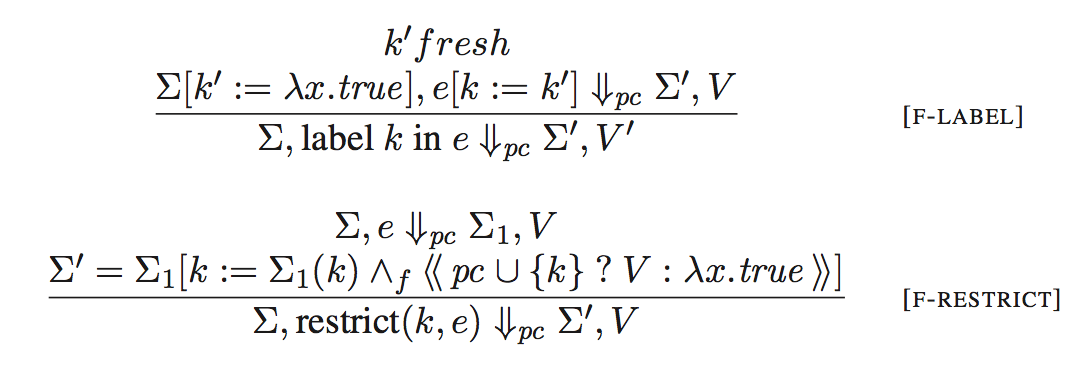 k′ fresh
Σ[k′ := λx.true], e[k := k′] ⇓pc Σ′, V
Σ, label k in e ⇓pc Σ′, V′
[F-LABEL]
Σ, e ⇓pc Σ₁, V
Σ′ = Σ₁[k := Σ₁(k) ∧f ⟪ pc ∪ {k} ? V : λx.true ⟫]
Σ, restrict(k, e) ⇓pc Σ′, V
[F-RESTRICT]